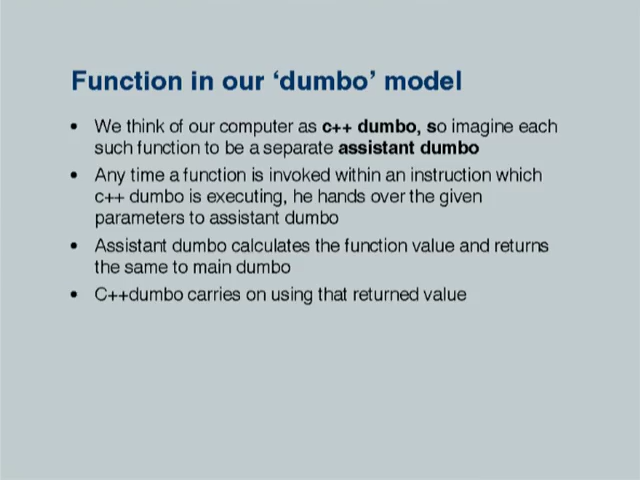 Function in our ‘dumbo’ model
• We think of our computer as c++ dumbo, so imagine each
such function to be a separate assistant dumbo
• Any time a function is invoked within an instruction which
c++ dumbo is executing, he hands over the given
parameters to assistant dumbo
• Assistant dumbo calculates the function value and returns
the same to main dumbo
• C++dumbo carries on using that returned value